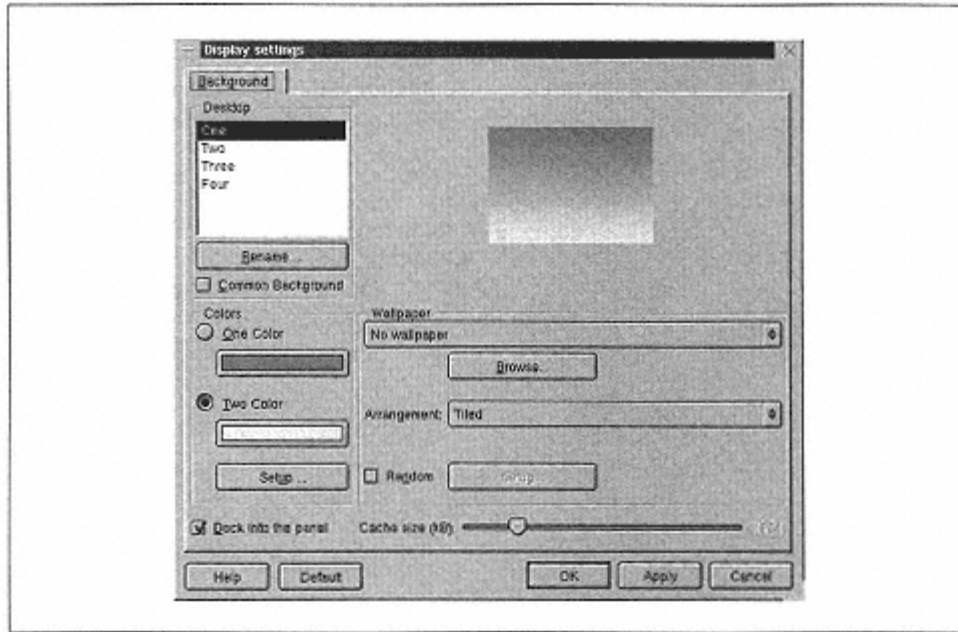 Display settings
Background
Desktop
One
Two
Three
Four
Rename ...
Common Background
Colors
One Color
Two Color
Setup ...
Wallpaper
No wallpaper
Browse...
Arrangement: Tiled
Random
Dock into the panel
Cache size (kB):
Help
Default
OK
Apply
Cancel